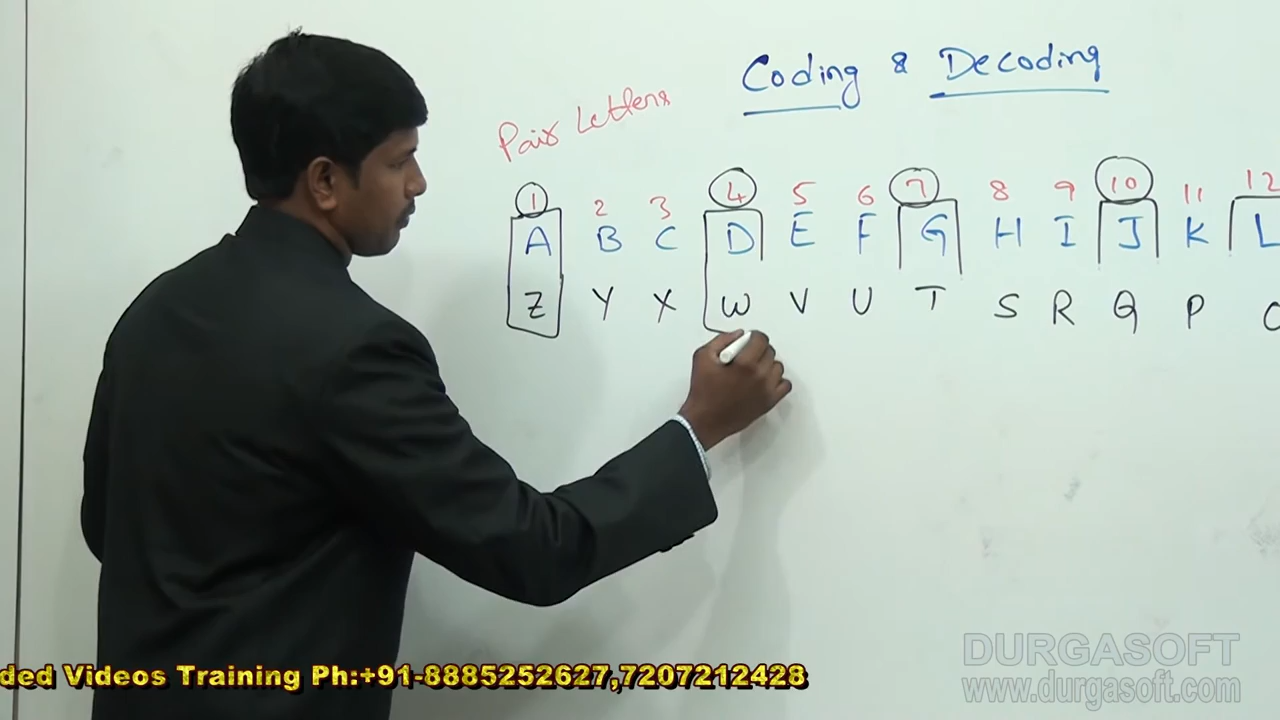 Coding & Decoding
Pair Letters
1 2 3 4 5 6 7 8 9 10 11 12
A B C D E F G H I J K L
Z Y X W V U T S R Q P
DURGASOFT
ded Videos Training Ph:+91-8885252627,7207212428
www.durgasoft.com